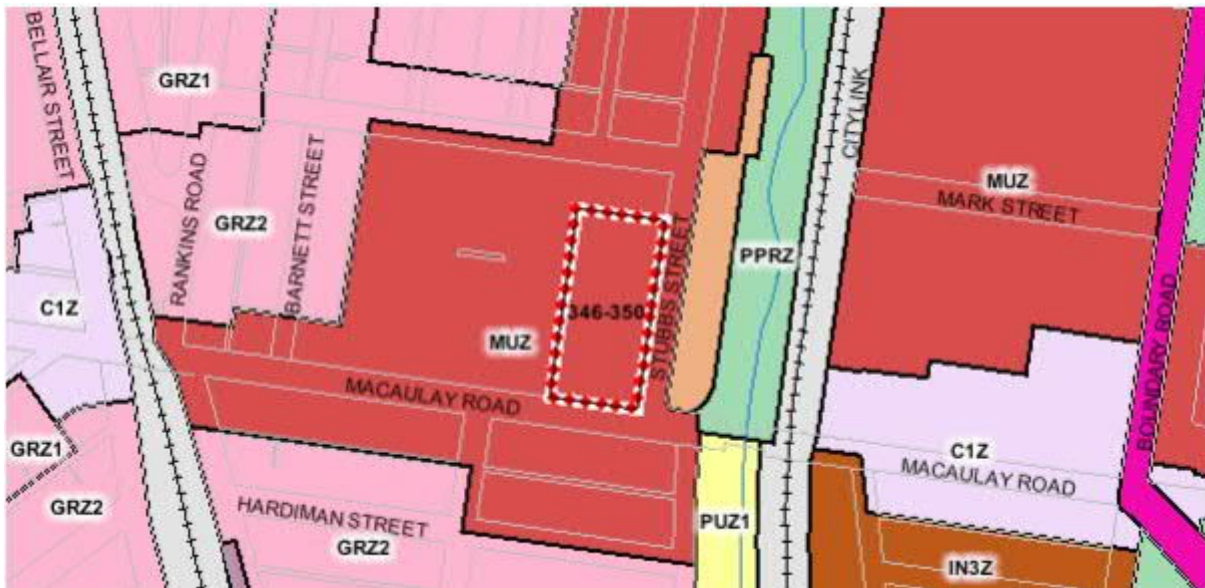 BELLAIR STREET
GRZ1
CITYLINK
MUZ
MARK STREET
RANKINS ROAD
GRZ2
BARNETT STREET
STUBBS STREET
PPRZ
C1Z
346-350
MUZ
BOUNDARY ROAD
MACAULAY ROAD
GRZ1
C1Z
MACAULAY ROAD
GRZ2
HARDIMAN STREET
GRZ2
PUZ1
IN3Z